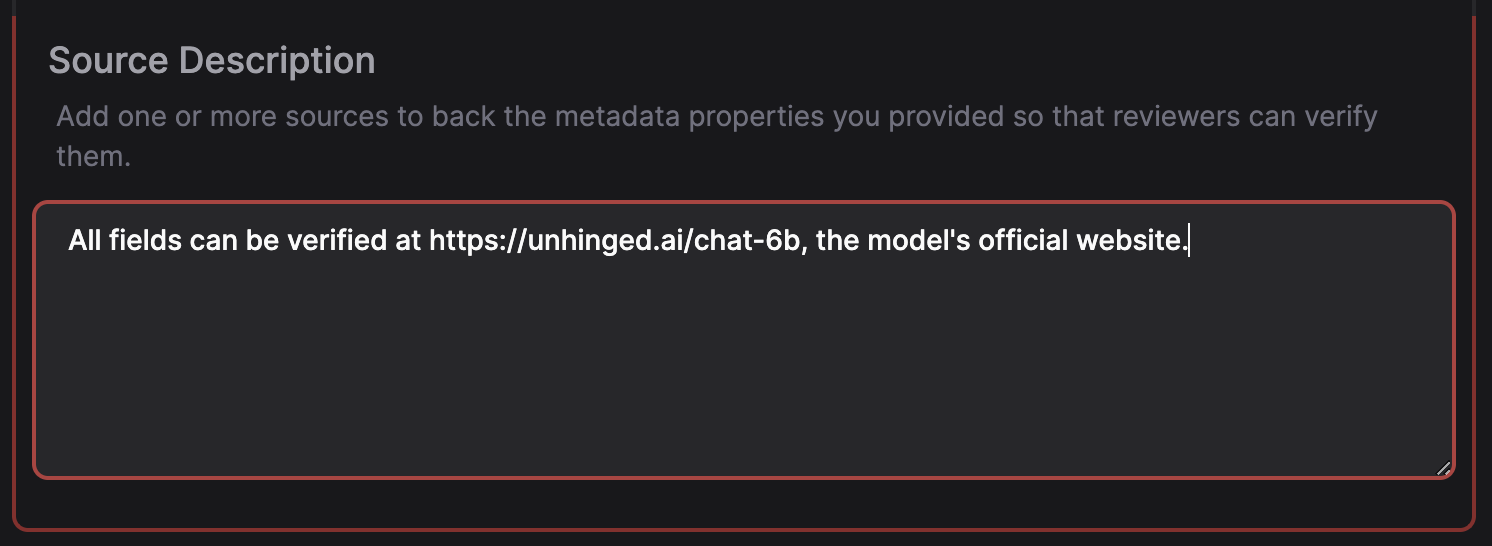 Source Description
Add one or more sources to back the metadata properties you provided so that reviewers can verify
them.
All fields can be verified at https://unhinged.ai/chat-6b, the model's official website.